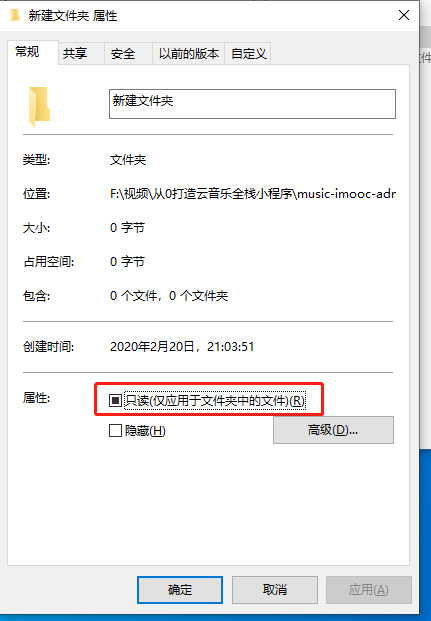 新建文件夹 属性
常规 共享 安全 以前的版本 自定义
新建文件夹
类型: 文件夹
位置: F:\视频\从0打造云音乐全栈小程序\music-imooc-adr
大小: 0 字节
占用空间: 0 字节
包含: 0 个文件，0 个文件夹
创建时间: 2020年2月20日，21:03:51
属性: 只读(仅应用于文件夹中的文件)(R)
隐藏(H) 高级(D)...
确定 取消 应用(A)